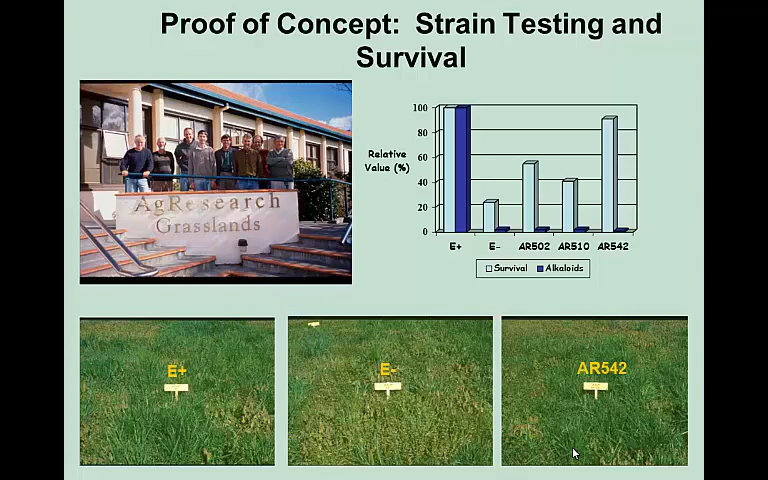 Proof of Concept: Strain Testing and
Survival
AgResearch
Grasslands
Relative
Value (%)
100
80
60
40
20
0
E+
E-
AR502
AR510
AR542
Survival
Alkaloids
E+
E-
AR542